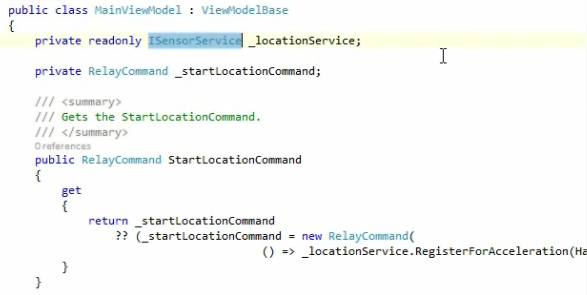 public class MainViewModel : ViewModelBase
{
private readonly ISensorService _locationService;
private RelayCommand _startLocationCommand;
/// <summary>
/// Gets the StartLocationCommand.
/// </summary>
0 references
public RelayCommand StartLocationCommand
{
get
{
return _startLocationCommand
?? (_startLocationCommand = new RelayCommand(
() => _locationService.RegisterForAcceleration(Ha
}
}